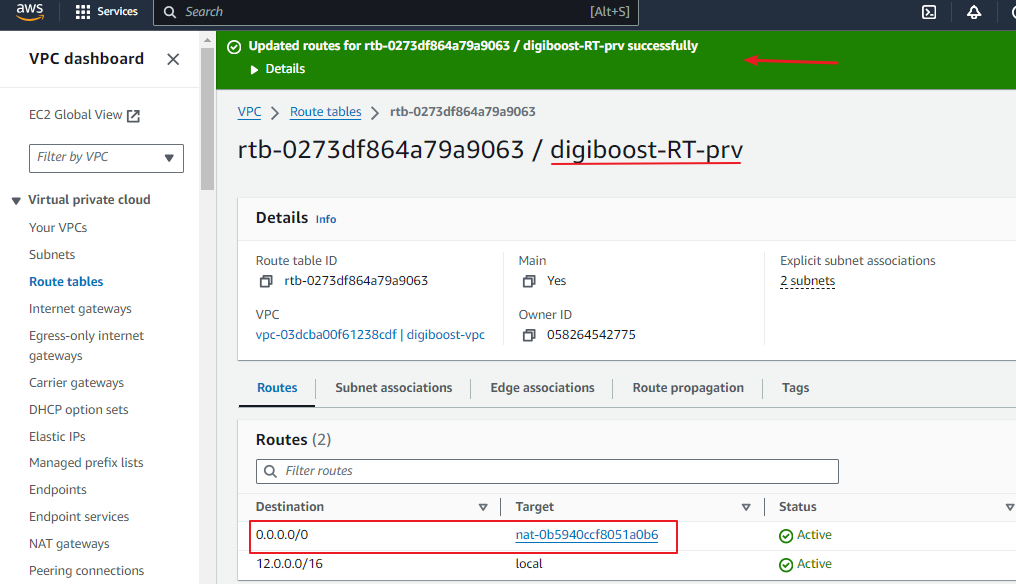 aws
Services
Search
[Alt+S]
VPC dashboard
EC2 Global View
Filter by VPC
Virtual private cloud
Your VPCs
Subnets
Route tables
Internet gateways
Egress-only internet
gateways
Carrier gateways
DHCP option sets
Elastic IPs
Managed prefix lists
Endpoints
Endpoint services
NAT gateways
Peering connections
Updated routes for rtb-0273df864a79a9063 / digiboost-RT-prv successfully
Details
VPC > Route tables > rtb-0273df864a79a9063
rtb-0273df864a79a9063 / digiboost-RT-prv
Details Info
Route table ID
rtb-0273df864a79a9063
Main
Yes
Explicit subnet associations
2 subnets
VPC
vpc-03dcba00f61238cdf | digiboost-vpc
Owner ID
058264542775
Routes
Subnet associations
Edge associations
Route propagation
Tags
Routes (2)
Filter routes
Destination Target Status
0.0.0.0/0 nat-0b5940ccf8051a0b6 Active
12.0.0.0/16 local Active